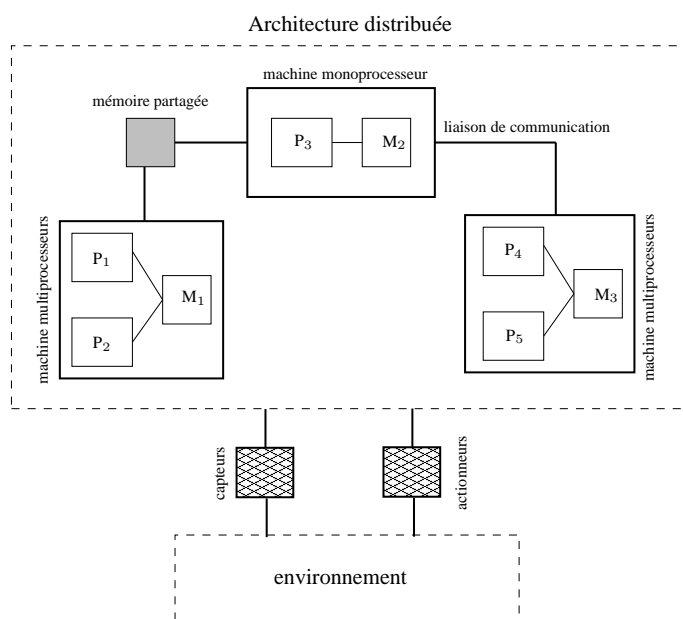 Architecture distribuée
machine monoprocesseur
mémoire partagée
liaison de communication
P3
M2
machine multiprocesseurs
P1
P2
M1
P4
P5
M3
machine multiprocesseurs
capteurs
actionneurs
environnement